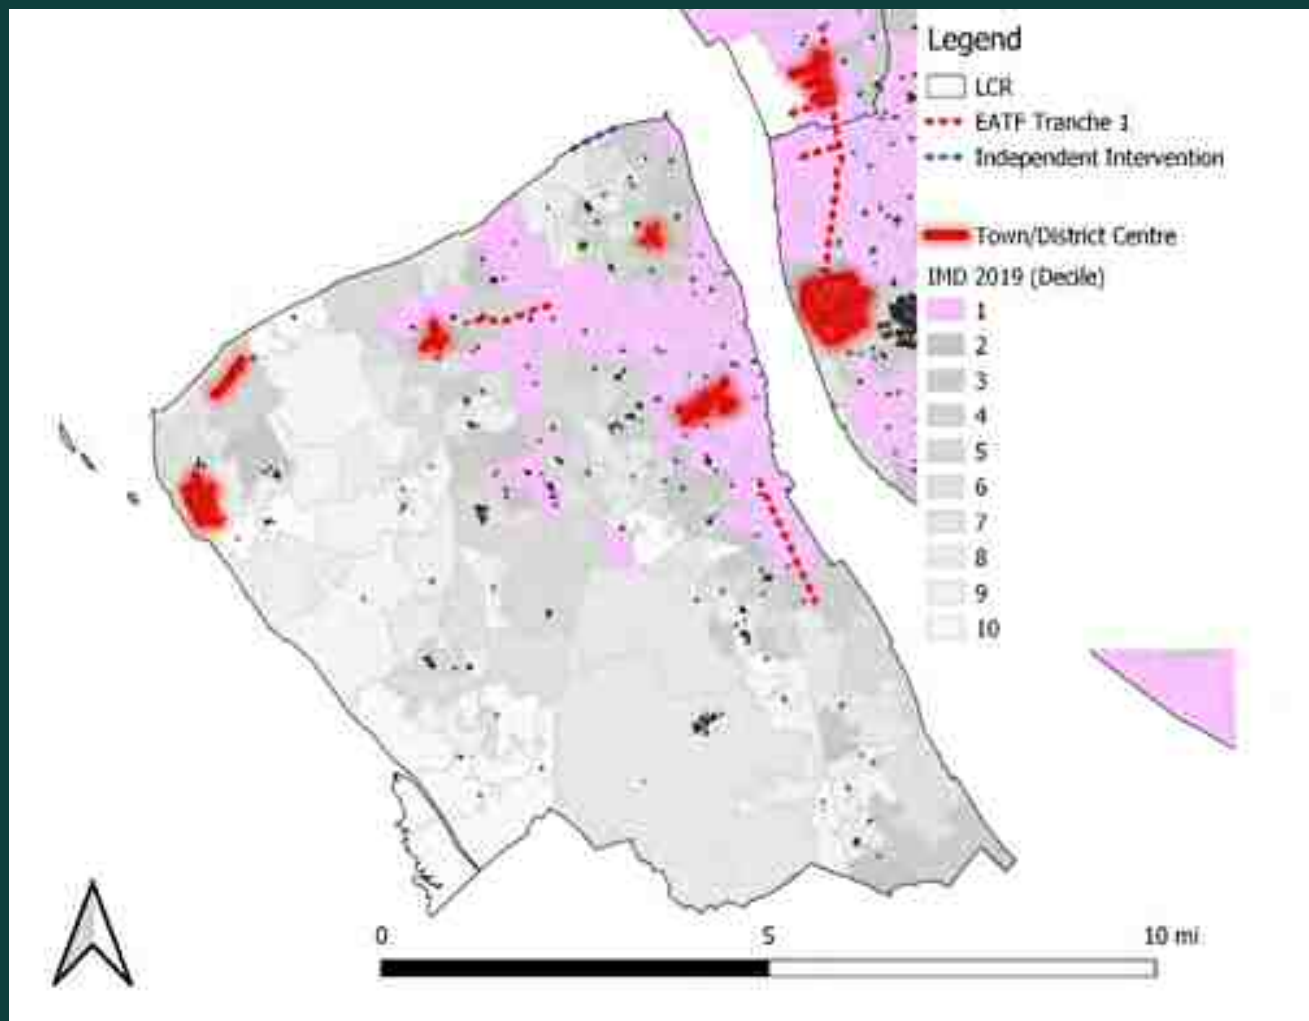 Legend
LCR
EATF Tranche 1
Independent Intervention
Town/District Centre
IMD 2019 (Decile)
1
2
3
4
5
6
7
8
9
10
0 5 10 mi